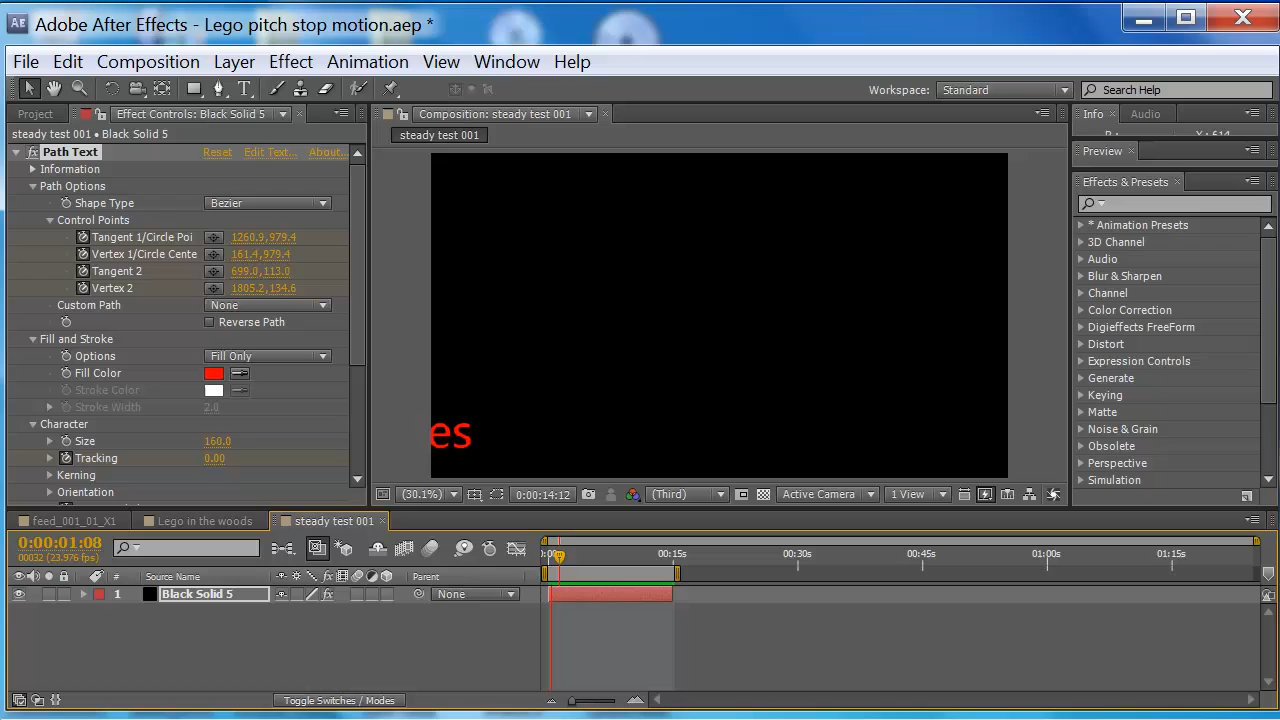 Adobe After Effects - Lego pitch stop motion.aep *
File Edit Composition Layer Effect Animation View Window Help
Workspace: Standard Search Help
Project Effect Controls: Black Solid 5 Composition: steady test 001 Info Audio
steady test 001 • Black Solid 5
steady test 001
Path Text Reset Edit Text... About...
Preview
Information
Path Options
Effects & Presets
Shape Type Bezier
Control Points
* Animation Presets
Tangent 1/Circle Poi 1260.9,979.4
3D Channel
Vertex 1/Circle Cente 161.4,979.4
Audio
Tangent 2 699.0,113.0
Blur & Sharpen
Vertex 2 1805.2,134.6
Channel
Custom Path None
Color Correction
Reverse Path
Digieffects FreeForm
Fill and Stroke
Distort
Options Fill Only
Expression Controls
Fill Color
Generate
Stroke Color
Keying
Stroke Width 2.0
Matte
Character
Noise & Grain
es
Size 160.0
Obsolete
Tracking 0.00
Perspective
Kerning
Simulation
Orientation
(30.1%) 0:00:14:12 (Third) Active Camera 1 View
feed_001_01_X1 Lego in the woods steady test 001
0:00:01:08
00032 (23.976 fps)
00:15s 00:30s 00:45s 01:00s 01:15s
# Source Name Parent
1 Black Solid 5 None
Toggle Switches / Modes